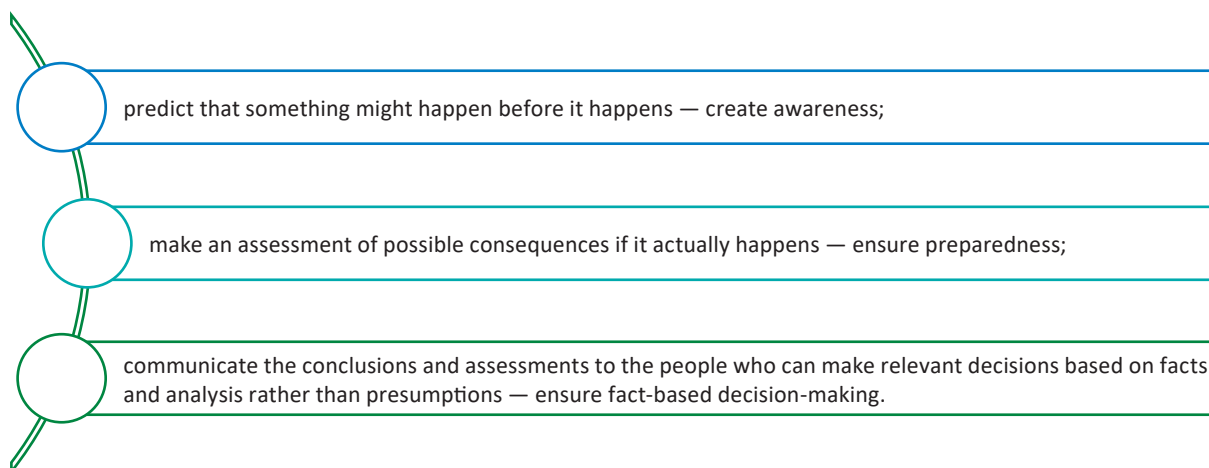 predict that something might happen before it happens — create awareness;
make an assessment of possible consequences if it actually happens — ensure preparedness;
communicate the conclusions and assessments to the people who can make relevant decisions based on facts
and analysis rather than presumptions — ensure fact-based decision-making.